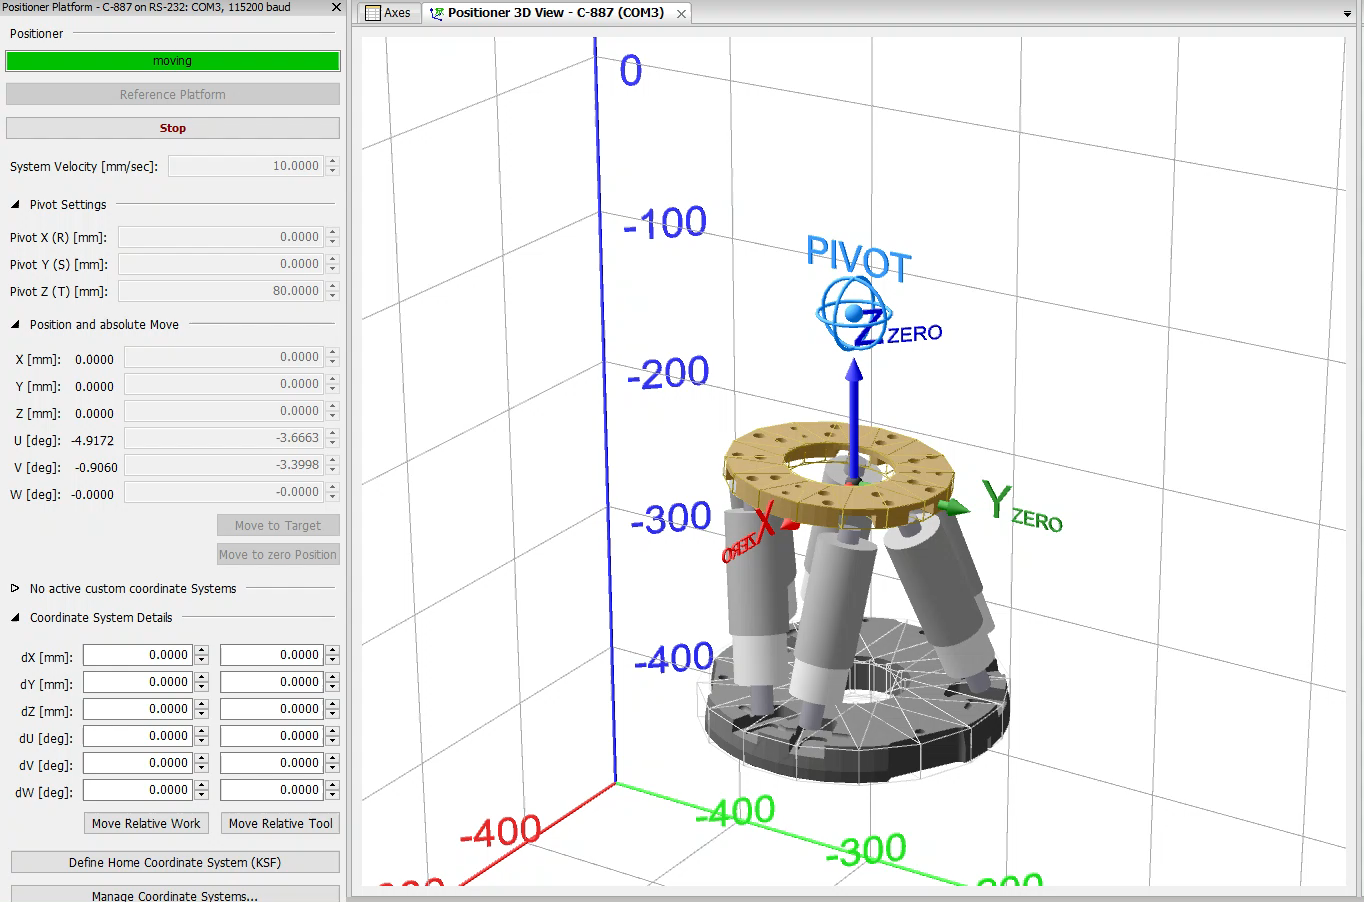 Positioner Platform - C-887 on RS-232: COM3, 115200 baud
Positioner
moving
Reference Platform
Stop
System Velocity [mm/sec]: 10.0000
Pivot Settings
Pivot X (R) [mm]: 0.0000
Pivot Y (S) [mm]: 0.0000
Pivot Z (T) [mm]: 80.0000
Position and absolute Move
X [mm]: 0.0000 0.0000
Y [mm]: 0.0000 0.0000
Z [mm]: 0.0000 0.0000
U [deg]: -4.9172 -3.6663
V [deg]: -0.9060 -3.3998
W [deg]: -0.0000 -0.0000
Move to Target
Move to zero Position
No active custom coordinate Systems
Coordinate System Details
dX [mm]: 0.0000 0.0000
dY [mm]: 0.0000 0.0000
dZ [mm]: 0.0000 0.0000
dU [deg]: 0.0000 0.0000
dV [deg]: 0.0000 0.0000
dW [deg]: 0.0000 0.0000
Move Relative Work Move Relative Tool
Define Home Coordinate System (KSF)
Manage Coordinate Systems...
Axes Positioner 3D View - C-887 (COM3)
0
-100
PIVOT
Z ZERO
-200
-300
X ZERO
Y ZERO
-400
-400
-400
-300